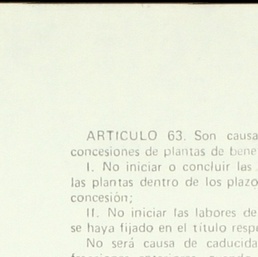 ARTICULO 63. Son causa
concesiones de plantas de bene
I. No iniciar o concluir las
las plantas dentro de los plazo
concesión;
II. No iniciar las labores de
se haya fijado en el título resp
No será causa de caducida